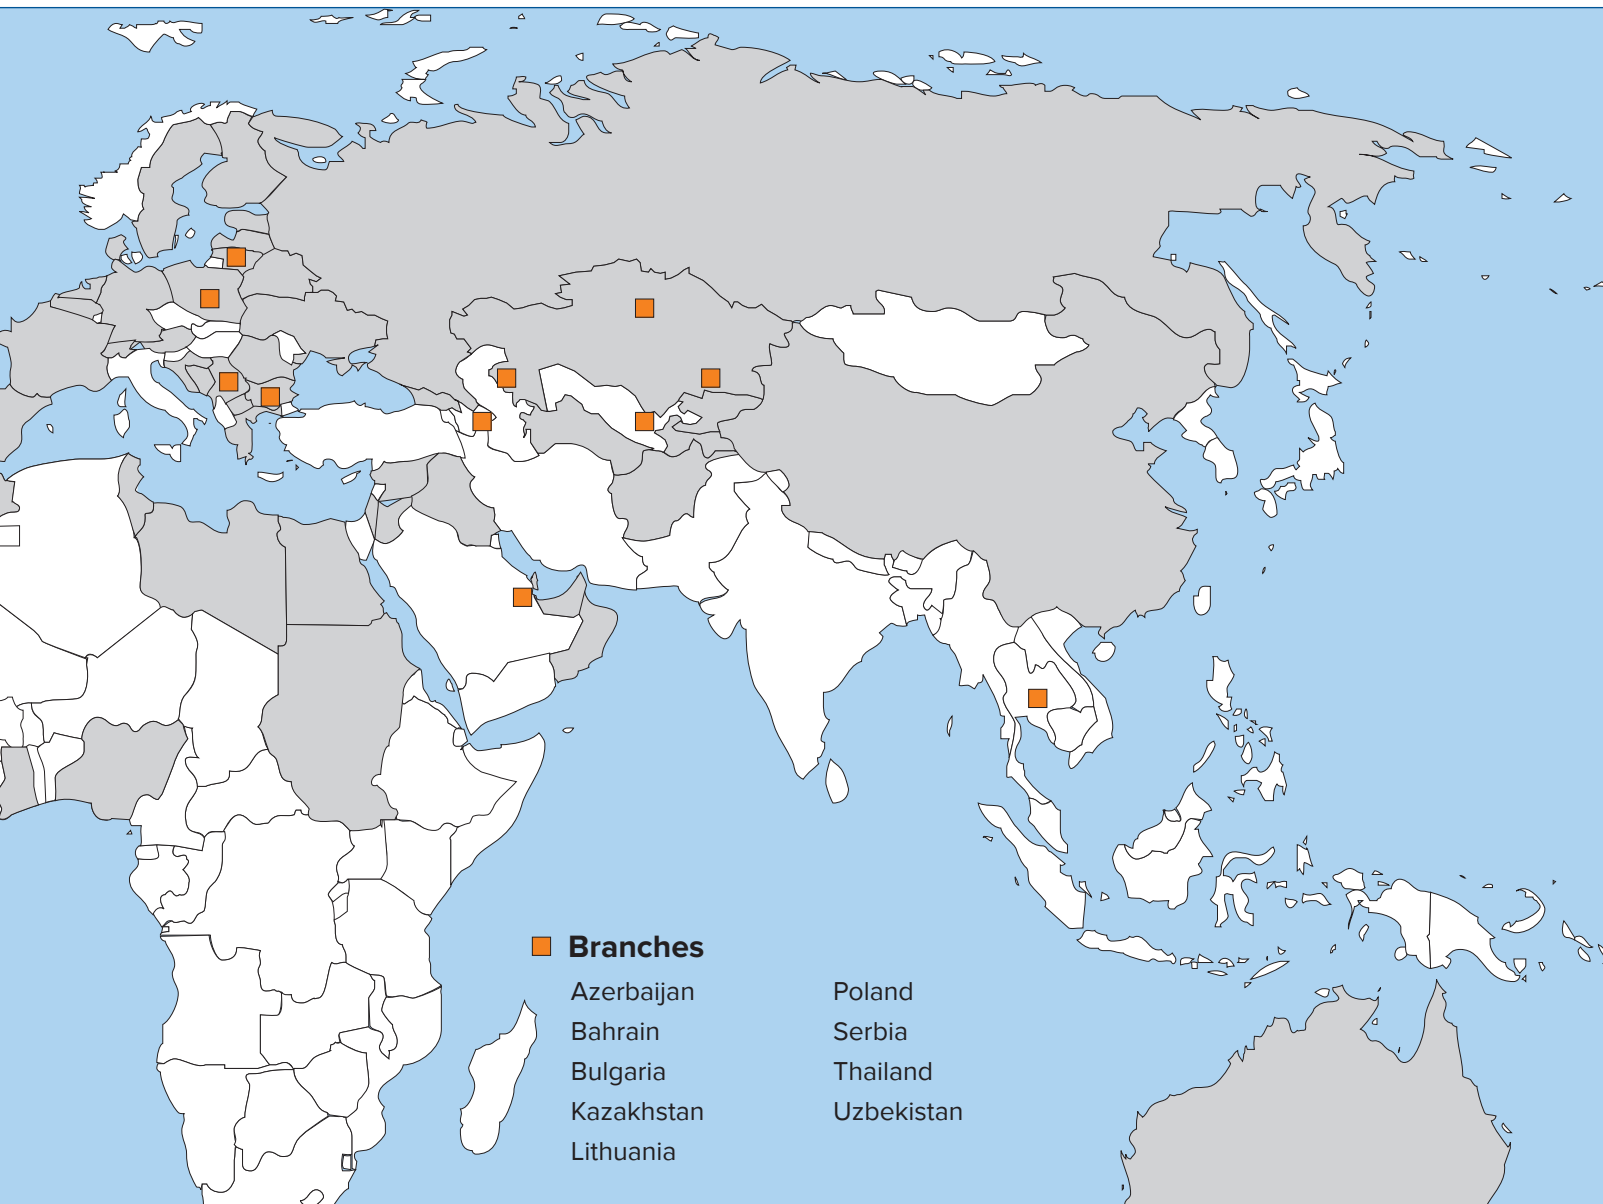 Branches
Azerbaijan
Bahrain
Bulgaria
Kazakhstan
Lithuania
Poland
Serbia
Thailand
Uzbekistan